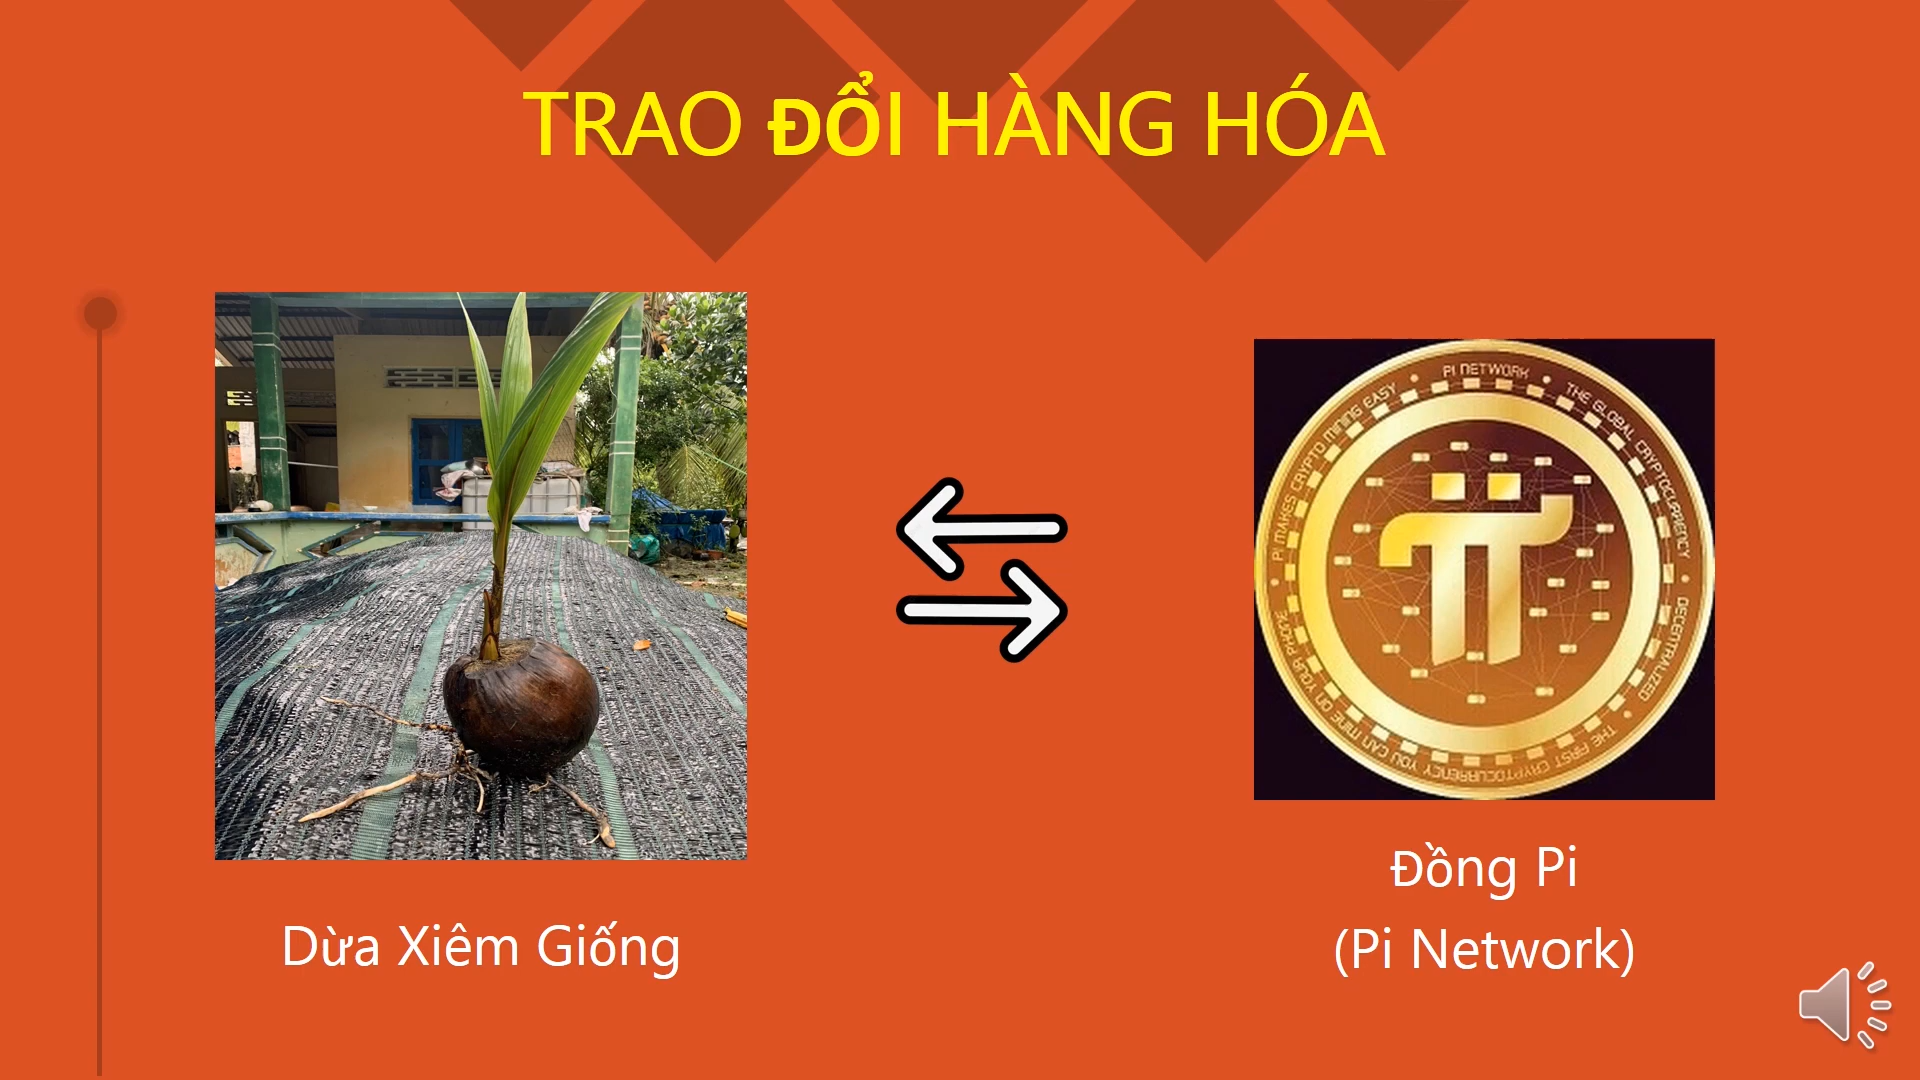 TRAO ĐỔI HÀNG HÓA
PI NETWORK
THE GLOBAL CRYPTOCURRENCY
DECENTRALIZED
THE FIRST CRYPTOCURRENCY YOU CAN MINE ON YOUR PHONE
PI MAKES CRYPTO MINING EASY
Đồng Pi
(Pi Network)
Dừa Xiêm Giống